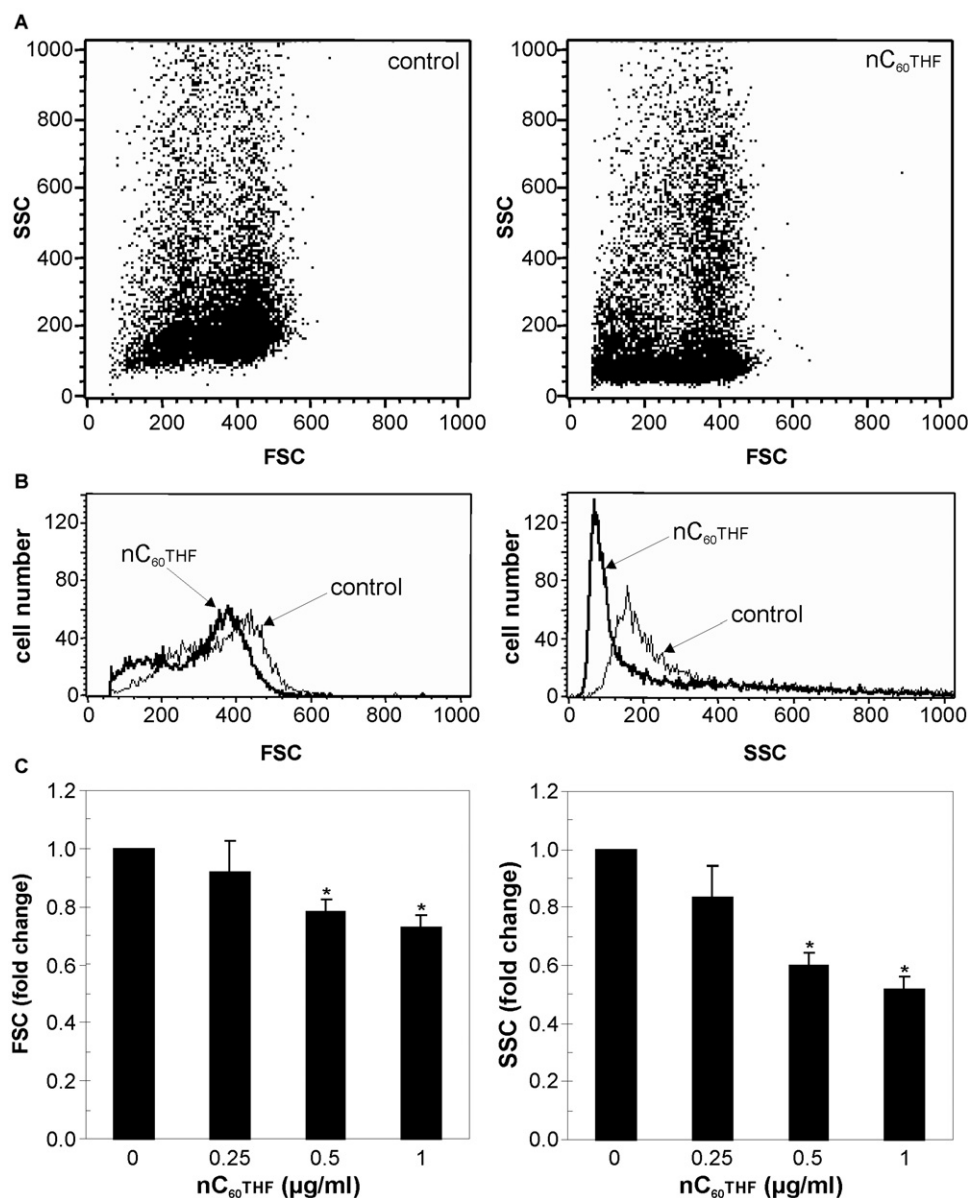 A
control
nC₆₀THF
SSC
1000
800
600
400
200
0
0 200 400 600 800 1000
FSC
SSC
1000
800
600
400
200
0
0 200 400 600 800 1000
FSC
B
cell number
120
80
40
0
nC₆₀THF
control
0 200 400 600 800 1000
FSC
cell number
120
80
40
0
nC₆₀THF
control
0 200 400 600 800 1000
SSC
C
FSC (fold change)
1.2
1.0
0.8
0.6
0.4
0.2
0.0
* *
0 0.25 0.5 1
nC₆₀THF (µg/ml)
SSC (fold change)
1.2
1.0
0.8
0.6
0.4
0.2
0.0
* *
0 0.25 0.5 1
nC₆₀THF (µg/ml)